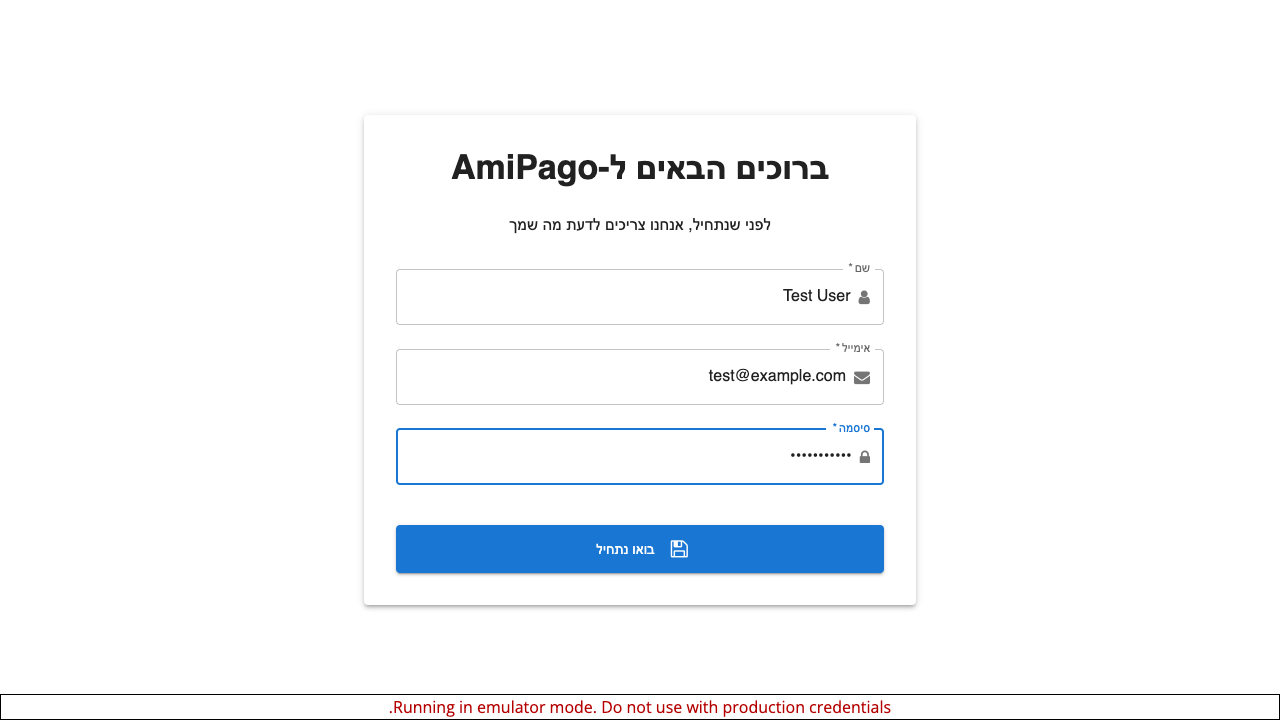 ברוכים הבאים ל-AmiPago
לפני שנתחיל, אנחנו צריכים לדעת מה שמך
שם *
Test User
אימייל *
test@example.com
סיסמה *
•••••••••••
בואו נתחיל
Running in emulator mode. Do not use with production credentials.